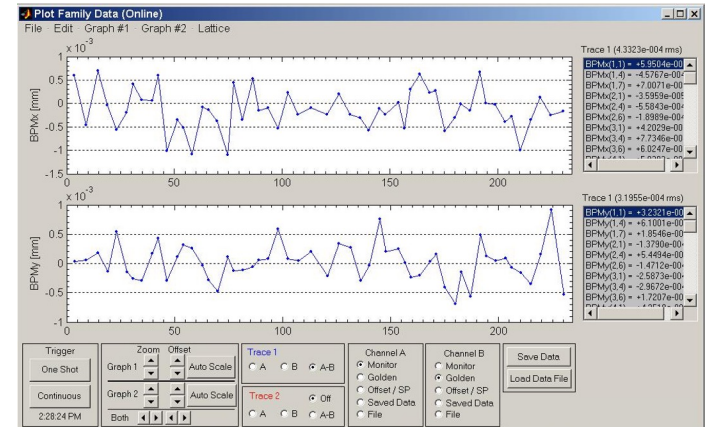 Plot Family Data (Online)
File Edit Graph #1 Graph #2 Lattice
x 10-3
1
0.5
0
-0.5
-1
-1.5
BPMx [mm]
0 50 100 150 200
Trace 1 (4.3323e-004 rms)
BPMx(1,1) = +5.9504e-00
BPMx(1,4) = -4.5767e-00
BPMx(1,7) = +7.0071e-00
BPMx(2,1) = -3.5959e-005
BPMx(2,4) = -5.5843e-00
BPMx(2,6) = -1.8989e-00
BPMx(3,1) = +4.2029e-00
BPMx(3,4) = +7.7346e-00
BPMx(3,6) = +6.0247e-00
x 10-3
1
0.5
0
-0.5
-1
BPMy [mm]
0 50 100 150 200
Trace 1 (3.1955e-004 rms)
BPMy(1,1) = +3.2321e-00
BPMy(1,4) = +6.1001e-00
BPMy(1,7) = +1.8546e-00
BPMy(2,1) = -1.3790e-00
BPMy(2,4) = +5.4494e-00
BPMy(2,6) = -1.4712e-00
BPMy(3,1) = -2.5873e-00
BPMy(3,4) = -2.9672e-00
BPMy(3,6) = +1.7207e-00
Trigger
One Shot
Continuous
2:28:24 PM
Zoom Offset
Graph 1 Auto Scale
Graph 2 Auto Scale
Both
Trace 1
A B A-B
Trace 2 Off
A B A-B
Channel A
Monitor
Golden
Offset / SP
Saved Data
File
Channel B
Monitor
Golden
Offset / SP
Saved Data
File
Save Data
Load Data File